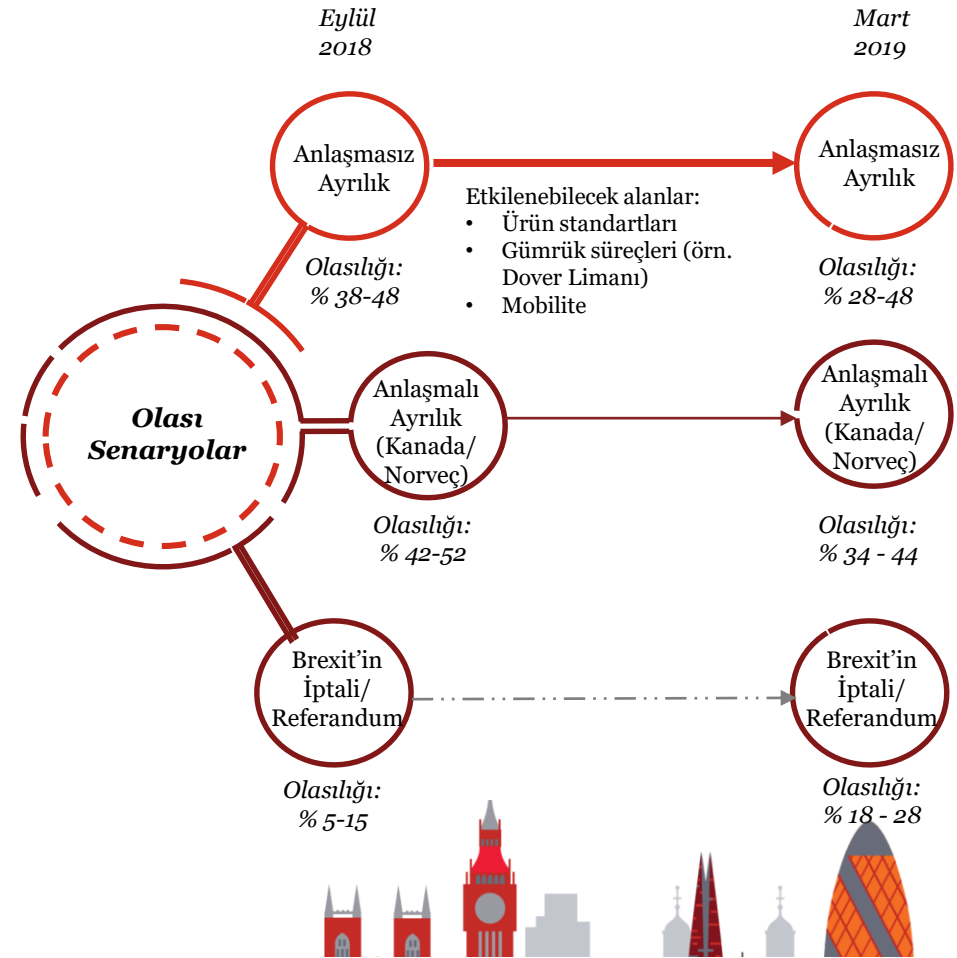 Eylül
2018
Mart
2019
Anlaşmasız
Ayrılık
Anlaşmasız
Ayrılık
Etkilenebilecek alanlar:
• Ürün standartları
• Gümrük süreçleri (örn.
Dover Limanı)
• Mobilite
Olasılığı:
% 38-48
Olasılığı:
% 28-48
Olası
Senaryolar
Anlaşmalı
Ayrılık
(Kanada/
Norveç)
Anlaşmalı
Ayrılık
(Kanada/
Norveç)
Olasılığı:
% 42-52
Olasılığı:
% 34 - 44
Brexit’in
İptali/
Referandum
Brexit’in
İptali/
Referandum
Olasılığı:
% 5-15
Olasılığı:
% 18 - 28